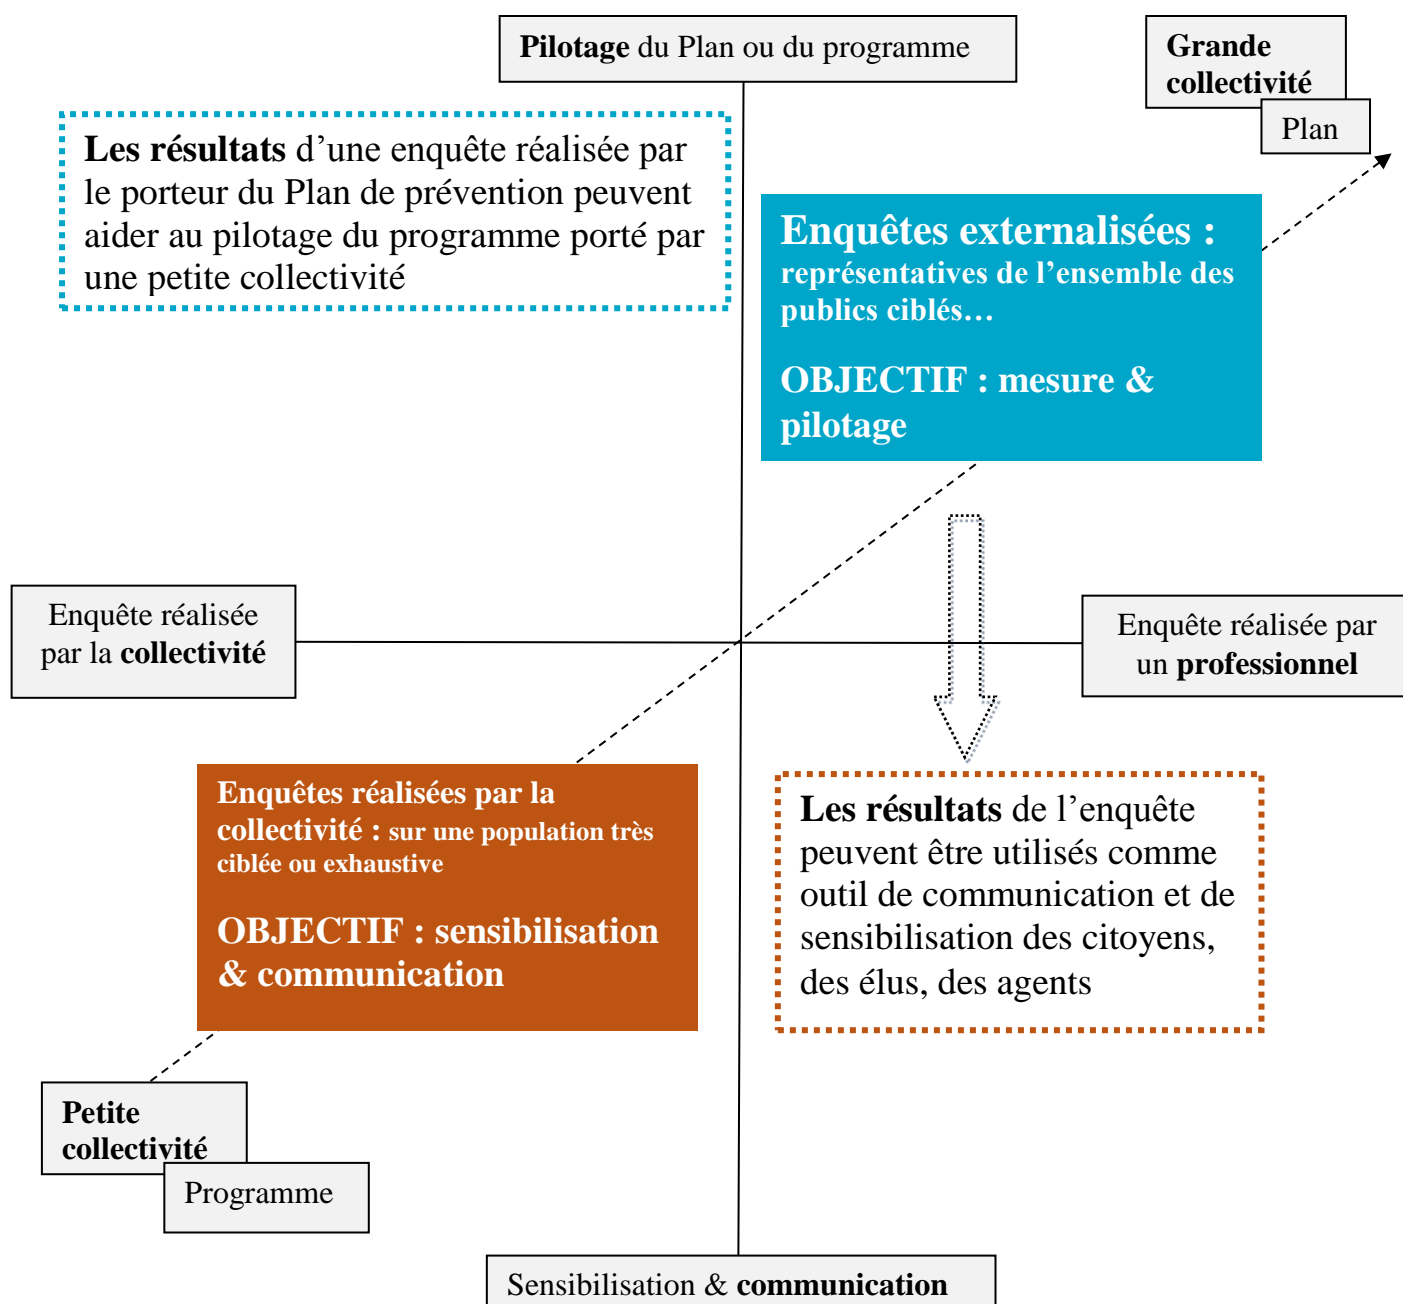 Pilotage du Plan ou du programme
Grande
collectivité
Plan
Les résultats d’une enquête réalisée par
le porteur du Plan de prévention peuvent
aider au pilotage du programme porté par
une petite collectivité
Enquêtes externalisées :
représentatives de l’ensemble des
publics ciblés…
OBJECTIF : mesure &
pilotage
Enquête réalisée
par la collectivité
Enquête réalisée par
un professionnel
Enquêtes réalisées par la
collectivité : sur une population très
ciblée ou exhaustive
OBJECTIF : sensibilisation
& communication
Les résultats de l’enquête
peuvent être utilisés comme
outil de communication et de
sensibilisation des citoyens,
des élus, des agents
Petite
collectivité
Programme
Sensibilisation & communication